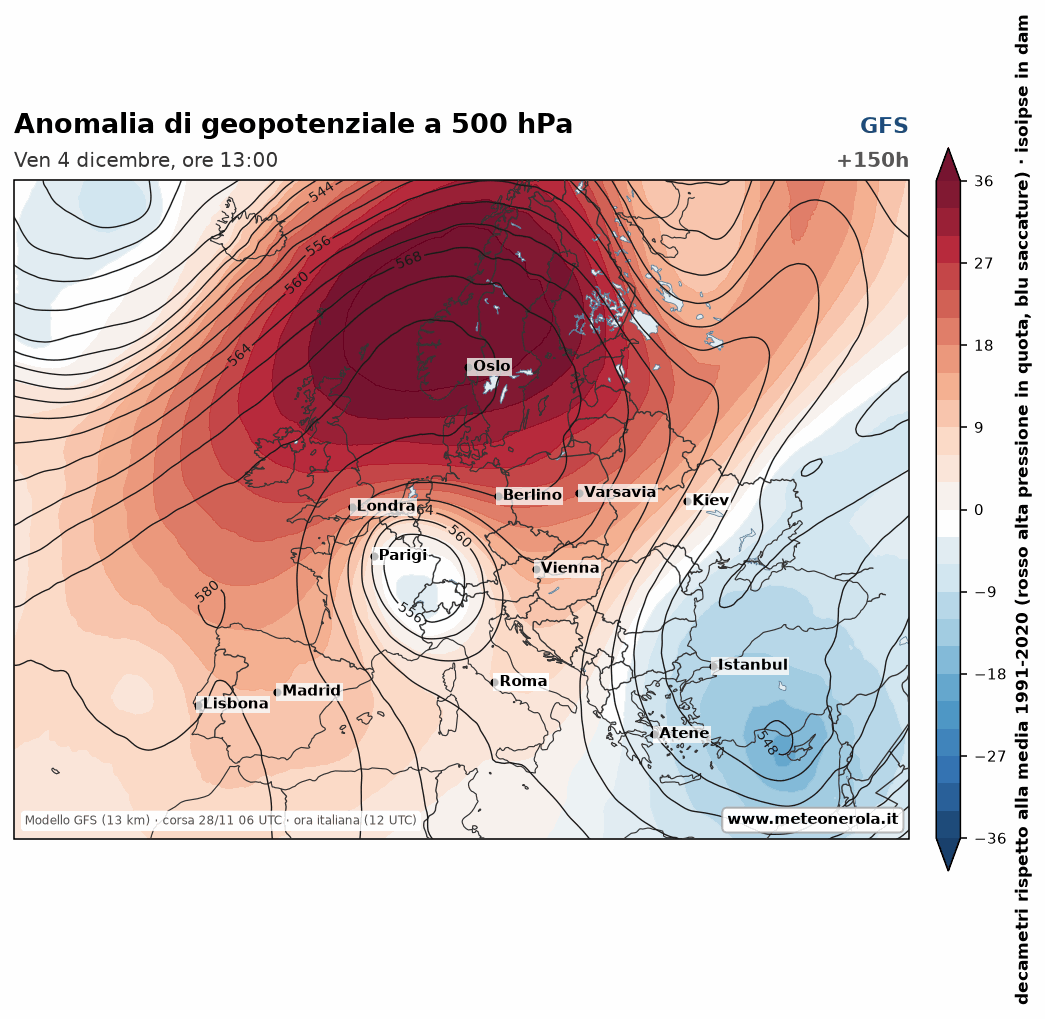 Anomalia di geopotenziale a 500 hPa
GFS
Ven 4 dicembre, ore 13:00
+150h
544
556
568
560
564
Oslo
Londra
564
Berlino
Varsavia
Kiev
Parigi
560
Vienna
580
556
Istanbul
Roma
Madrid
Lisbona
Atene
548
Modello GFS (13 km) · corsa 28/11 06 UTC · ora italiana (12 UTC)
www.meteonerola.it
36
27
18
9
0
−9
−18
−27
−36
decametri rispetto alla media 1991-2020 (rosso alta pressione in quota, blu saccature) · isoipse in dam